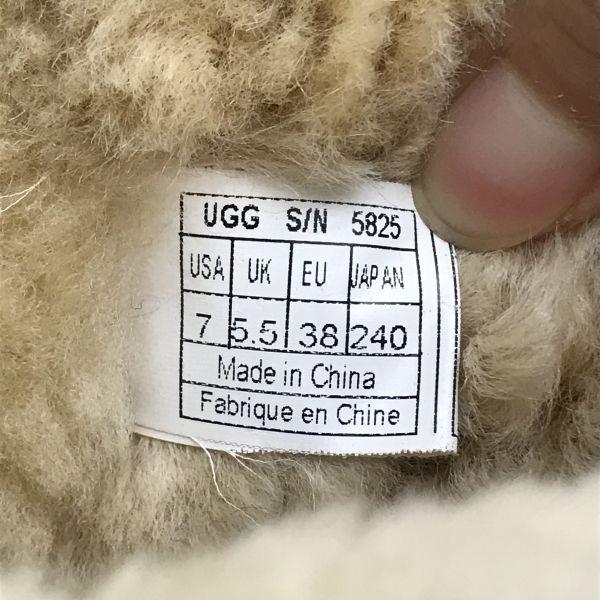 UGG S/N 5825
USA UK EU JAPAN
7 5.5 38 240
Made in China
Fabrique en Chine